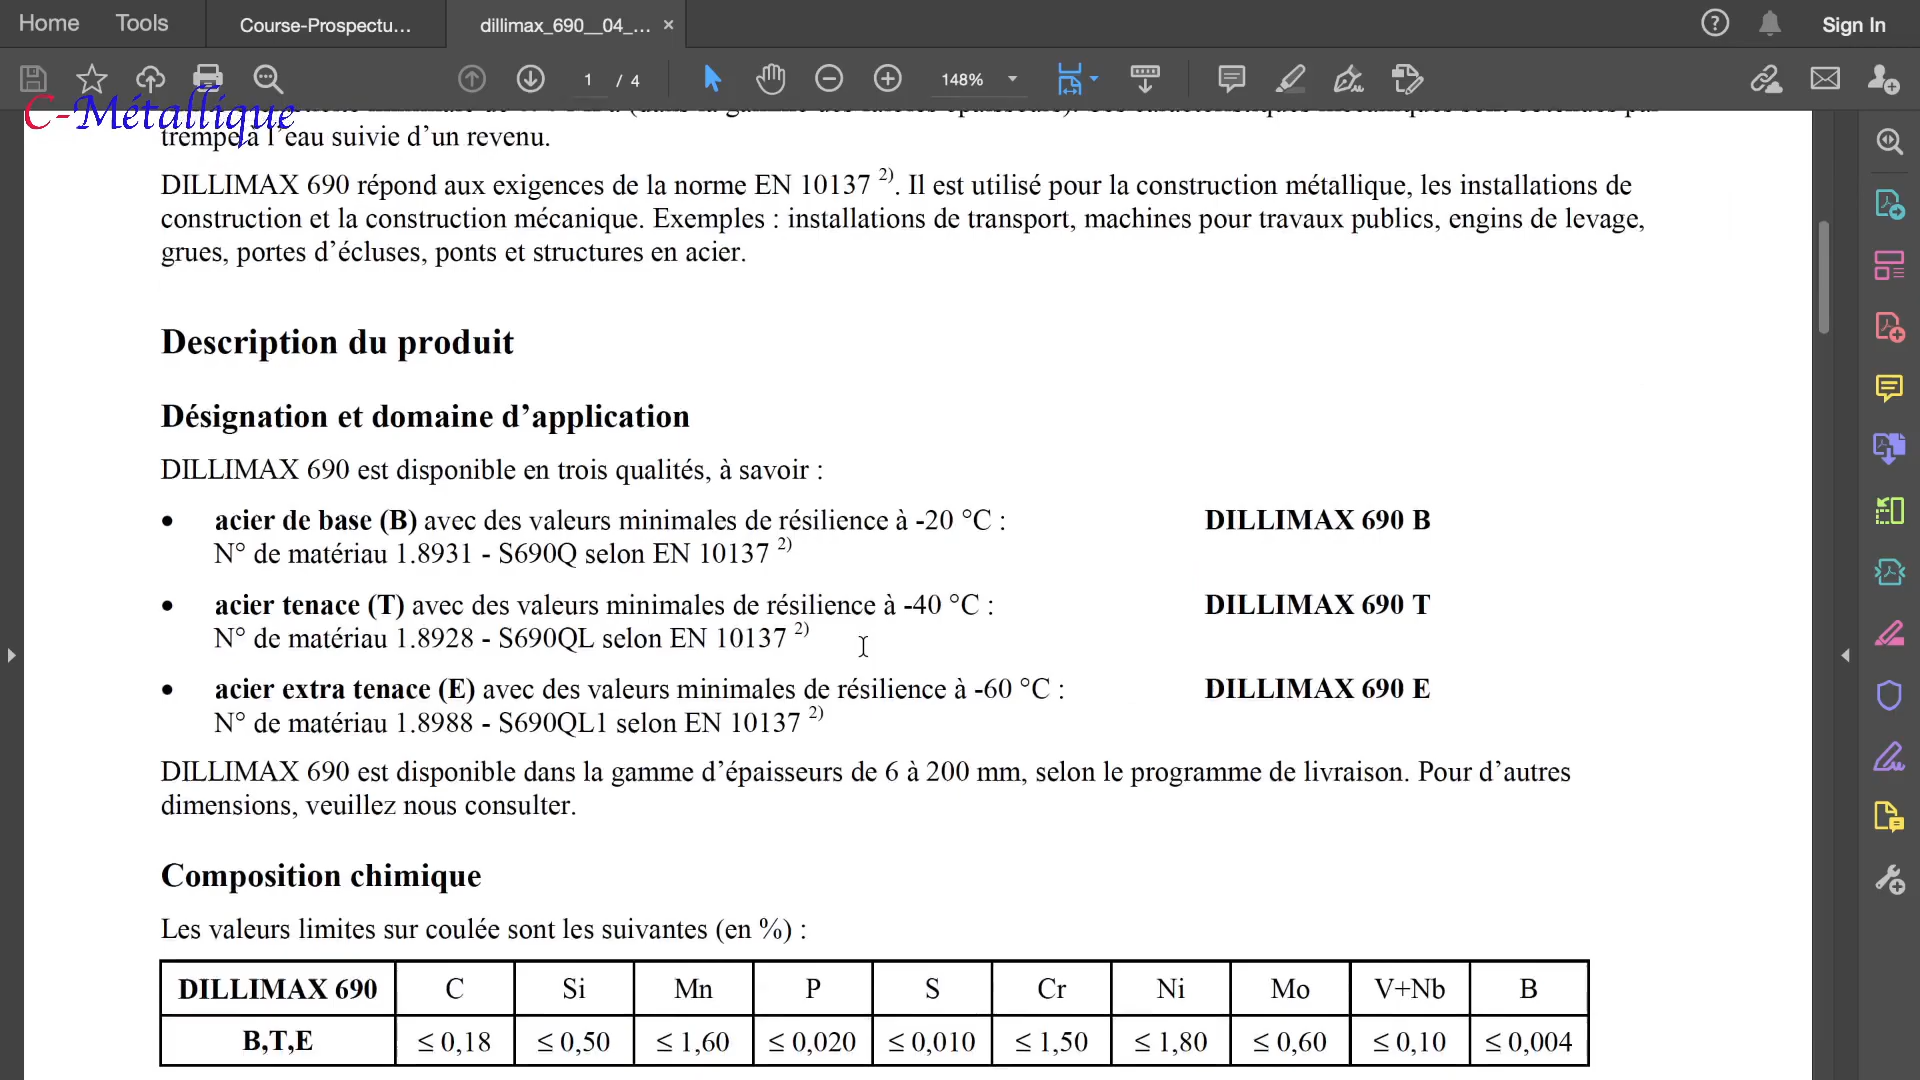 Home
Tools
Course-Prospectu...
dillimax_690__04_...
×
Sign In
1 / 4
148%
C-Métallique
trempe à l'eau suivie d'un revenu.
DILLIMAX 690 répond aux exigences de la norme EN 10137 2). Il est utilisé pour la construction métallique, les installations de
construction et la construction mécanique. Exemples : installations de transport, machines pour travaux publics, engins de levage,
grues, portes d'écluses, ponts et structures en acier.
Description du produit
Désignation et domaine d'application
DILLIMAX 690 est disponible en trois qualités, à savoir :
• acier de base (B) avec des valeurs minimales de résilience à -20 °C : DILLIMAX 690 B
N° de matériau 1.8931 - S690Q selon EN 10137 2)
• acier tenace (T) avec des valeurs minimales de résilience à -40 °C : DILLIMAX 690 T
N° de matériau 1.8928 - S690QL selon EN 10137 2)
• acier extra tenace (E) avec des valeurs minimales de résilience à -60 °C : DILLIMAX 690 E
N° de matériau 1.8988 - S690QL1 selon EN 10137 2)
DILLIMAX 690 est disponible dans la gamme d'épaisseurs de 6 à 200 mm, selon le programme de livraison. Pour d'autres
dimensions, veuillez nous consulter.
Composition chimique
Les valeurs limites sur coulée sont les suivantes (en %) :
DILLIMAX 690 C Si Mn P S Cr Ni Mo V+Nb B
B,T,E ≤ 0,18 ≤ 0,50 ≤ 1,60 ≤ 0,020 ≤ 0,010 ≤ 1,50 ≤ 1,80 ≤ 0,60 ≤ 0,10 ≤ 0,004